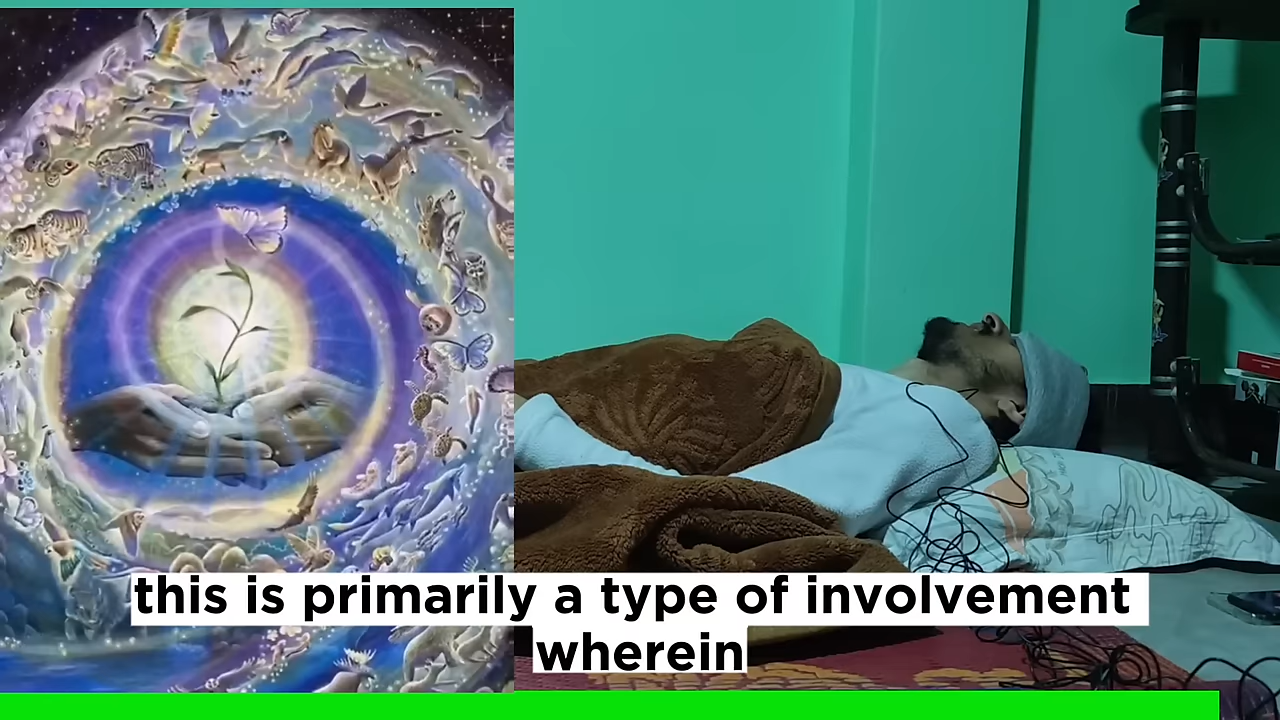 this is primarily a type of involvement
wherein